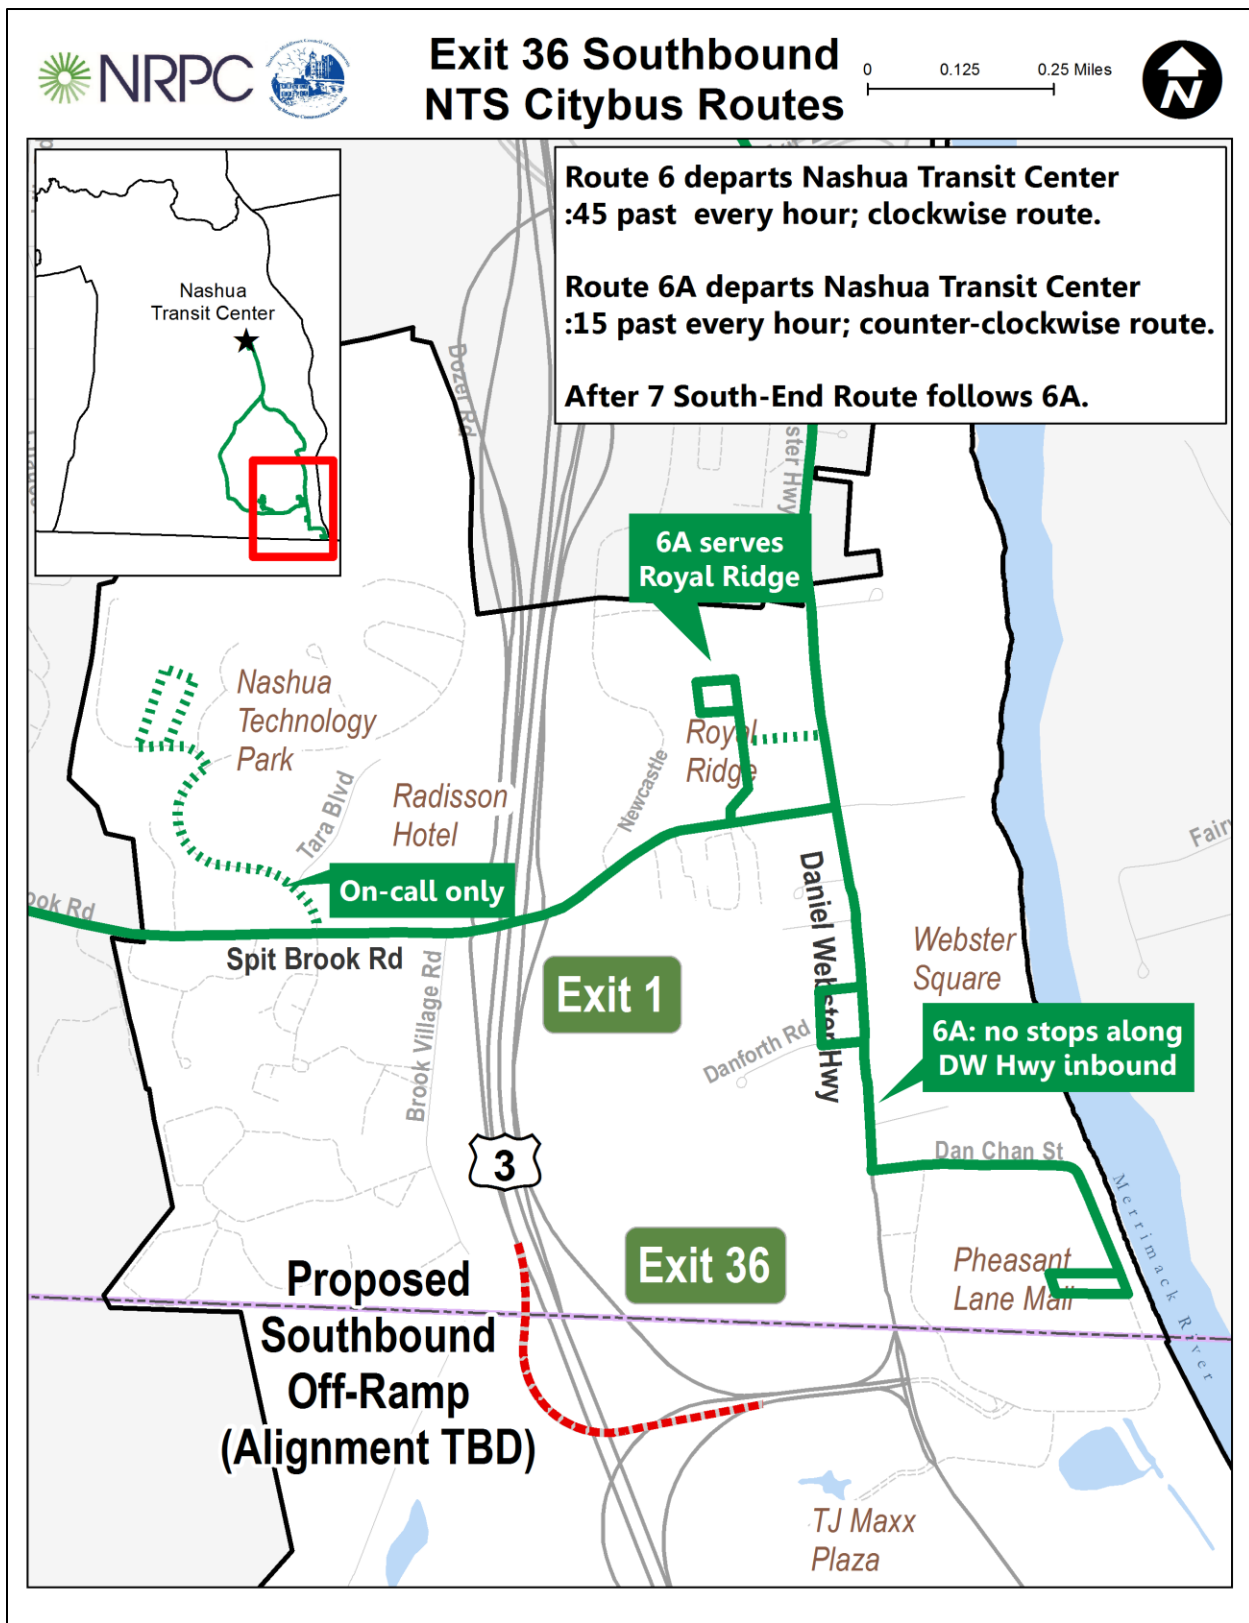 NRPC
Exit 36 Southbound
NTS Citybus Routes
0 0.125 0.25 Miles
N
Route 6 departs Nashua Transit Center
:45 past every hour; clockwise route.
Route 6A departs Nashua Transit Center
:15 past every hour; counter-clockwise route.
After 7 South-End Route follows 6A.
Nashua
Transit Center
Dozer Rd
ster Hwy
6A serves
Royal Ridge
Nashua
Technology
Park
Royal
Ridge
Newcastle
Tara Blvd
Radisson
Hotel
On-call only
ook Rd
Spit Brook Rd
Brook Village Rd
Exit 1
Daniel Webster Hwy
Danforth Rd
Webster
Square
Fairv
6A: no stops along
DW Hwy inbound
3
Dan Chan St
Merrimack River
Exit 36
Pheasant
Lane Mall
Proposed
Southbound
Off-Ramp
(Alignment TBD)
TJ Maxx
Plaza